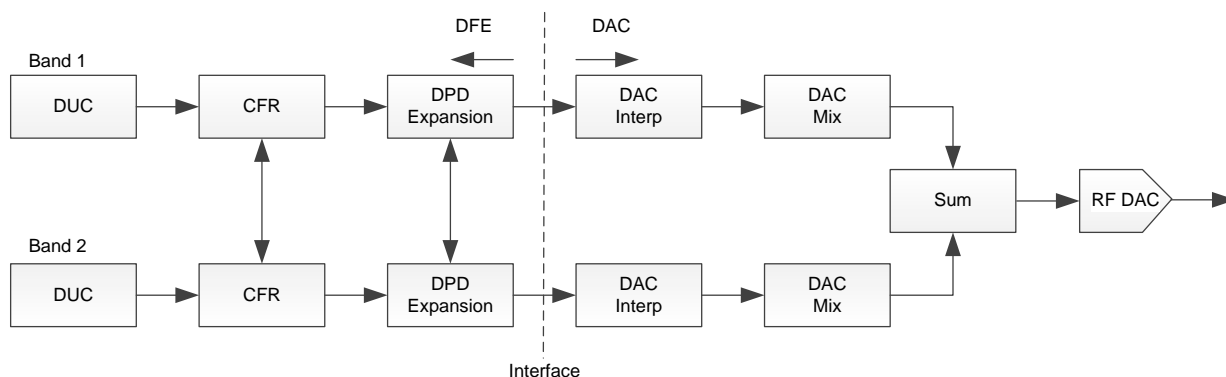 DFE
DAC
Band 1
DUC
CFR
DPD
Expansion
DAC
Interp
DAC
Mix
Sum
RF DAC
Band 2
DUC
CFR
DPD
Expansion
DAC
Interp
DAC
Mix
Interface